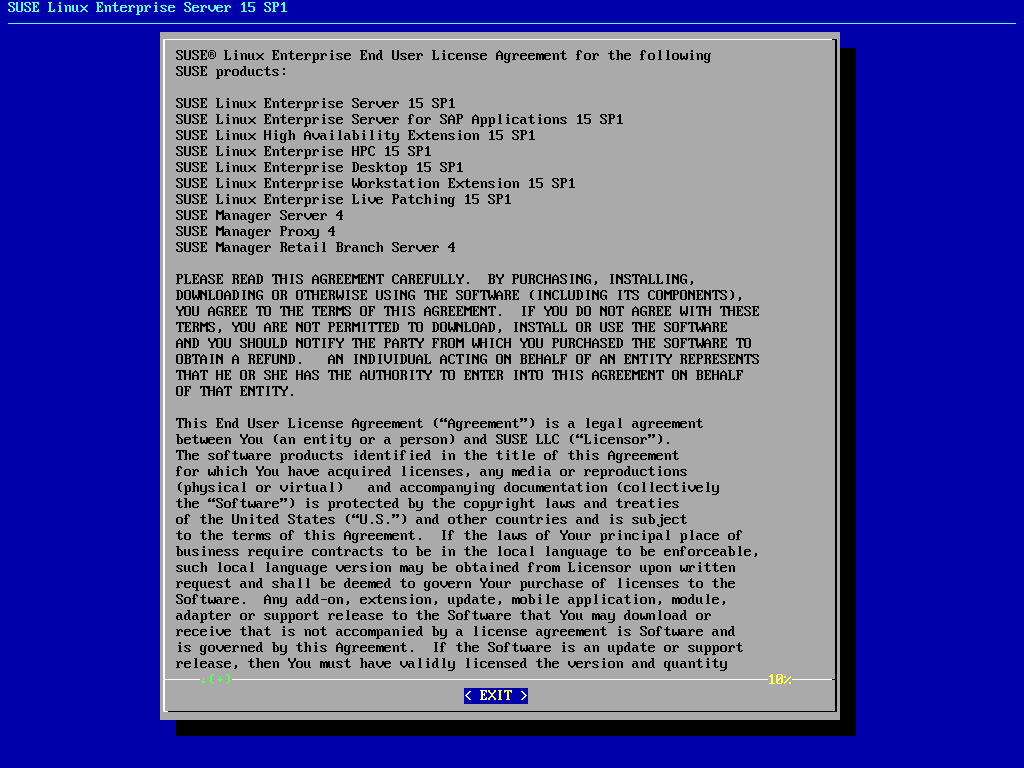 SUSE Linux Enterprise Server 15 SP1
SUSE® Linux Enterprise End User License Agreement for the following
SUSE products:
SUSE Linux Enterprise Server 15 SP1
SUSE Linux Enterprise Server for SAP Applications 15 SP1
SUSE Linux High Availability Extension 15 SP1
SUSE Linux Enterprise HPC 15 SP1
SUSE Linux Enterprise Desktop 15 SP1
SUSE Linux Enterprise Workstation Extension 15 SP1
SUSE Linux Enterprise Live Patching 15 SP1
SUSE Manager Server 4
SUSE Manager Proxy 4
SUSE Manager Retail Branch Server 4
PLEASE READ THIS AGREEMENT CAREFULLY.  BY PURCHASING, INSTALLING,
DOWNLOADING OR OTHERWISE USING THE SOFTWARE (INCLUDING ITS COMPONENTS),
YOU AGREE TO THE TERMS OF THIS AGREEMENT.  IF YOU DO NOT AGREE WITH THESE
TERMS, YOU ARE NOT PERMITTED TO DOWNLOAD, INSTALL OR USE THE SOFTWARE
AND YOU SHOULD NOTIFY THE PARTY FROM WHICH YOU PURCHASED THE SOFTWARE TO
OBTAIN A REFUND.   AN INDIVIDUAL ACTING ON BEHALF OF AN ENTITY REPRESENTS
THAT HE OR SHE HAS THE AUTHORITY TO ENTER INTO THIS AGREEMENT ON BEHALF
OF THAT ENTITY.
This End User License Agreement (“Agreement”) is a legal agreement
between You (an entity or a person) and SUSE LLC (“Licensor”).
The software products identified in the title of this Agreement
for which You have acquired licenses, any media or reproductions
(physical or virtual)   and accompanying documentation (collectively
the “Software”) is protected by the copyright laws and treaties
of the United States (“U.S.”) and other countries and is subject
to the terms of this Agreement.  If the laws of Your principal place of
business require contracts to be in the local language to be enforceable,
such local language version may be obtained from Licensor upon written
request and shall be deemed to govern Your purchase of licenses to the
Software.  Any add-on, extension, update, mobile application, module,
adapter or support release to the Software that You may download or
receive that is not accompanied by a license agreement is Software and
is governed by this Agreement.  If the Software is an update or support
release, then You must have validly licensed the version and quantity
10%
< EXIT >